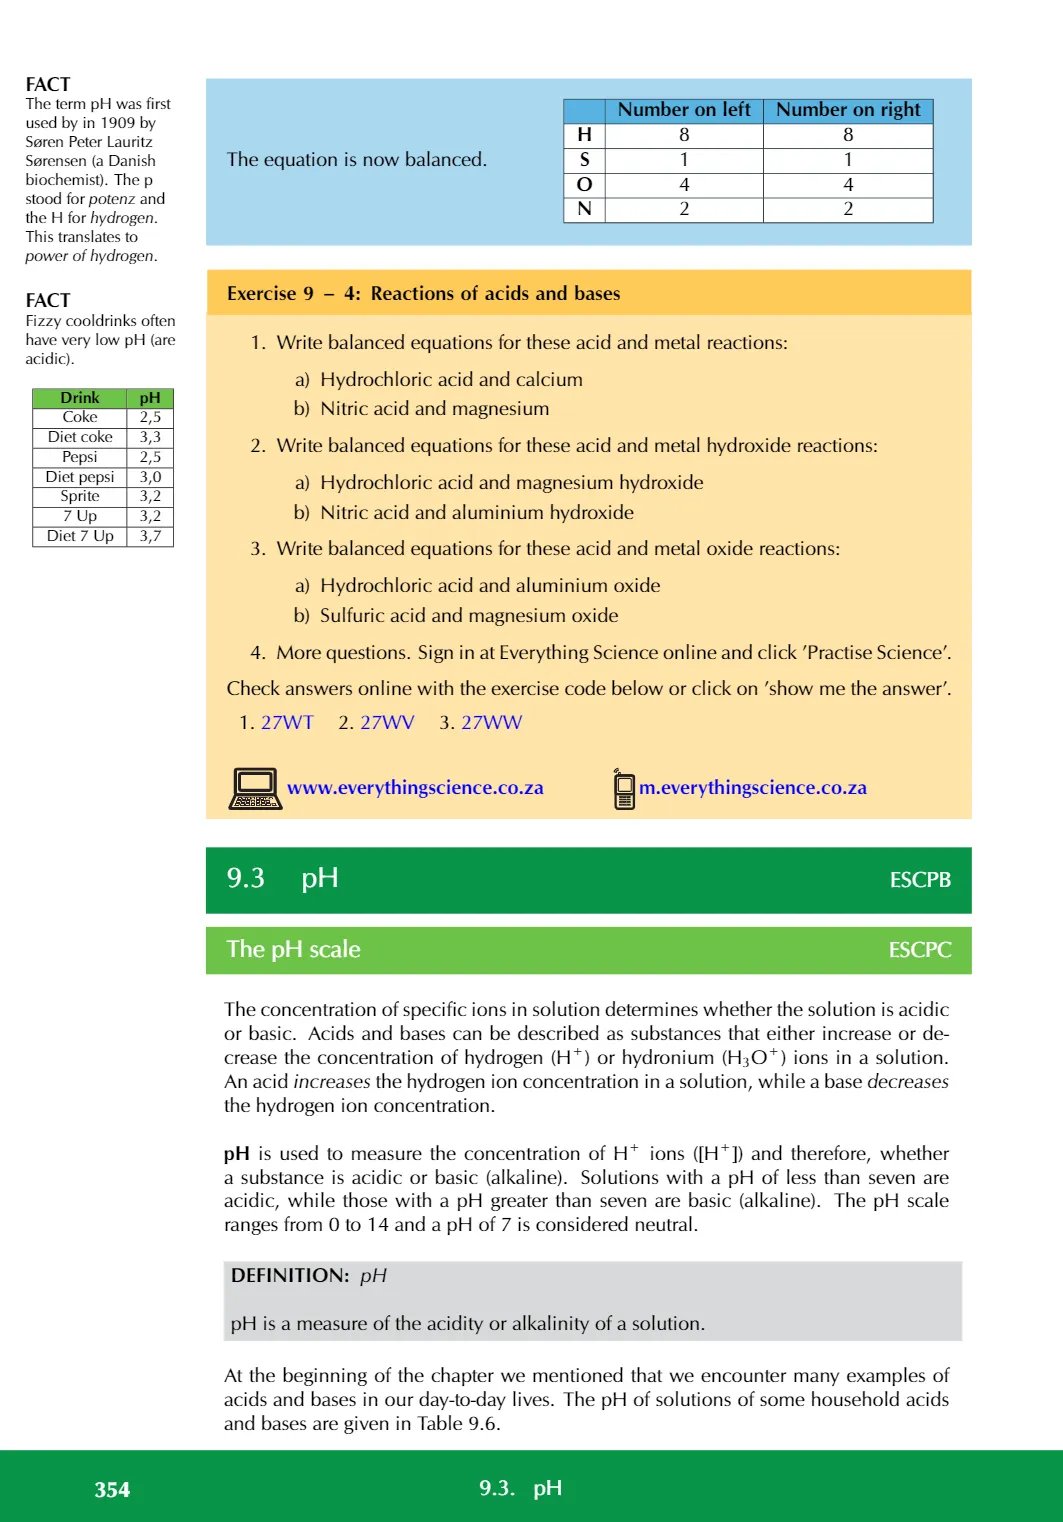 FACT
The term pH was first
used by in 1909 by
Søren Peter Lauritz
Sørensen (a Danish
biochemist). The p
stood for potenz and
the H for hydrogen.
This translates to
power of hydrogen.
FACT
Fizzy cooldrinks often
have very low pH (are
acidic).
Drink pH
Coke 2,5
Diet coke 3,3
Pepsi 2,5
Diet pepsi 3,0
Sprite 3,2
7 Up 3,2
Diet 7 Up 3,7
The equation is now balanced.
Number on left Number on right
H 8 8
S 1 1
O 4 4
N 2 2
Exercise 9 – 4: Reactions of acids and bases
1. Write balanced equations for these acid and metal reactions:
a) Hydrochloric acid and calcium
b) Nitric acid and magnesium
2. Write balanced equations for these acid and metal hydroxide reactions:
a) Hydrochloric acid and magnesium hydroxide
b) Nitric acid and aluminium hydroxide
3. Write balanced equations for these acid and metal oxide reactions:
a) Hydrochloric acid and aluminium oxide
b) Sulfuric acid and magnesium oxide
4. More questions. Sign in at Everything Science online and click ’Practise Science’.
Check answers online with the exercise code below or click on ’show me the answer’.
1. 27WT 2. 27WV 3. 27WW
www.everythingscience.co.za m.everythingscience.co.za
9.3 pH ESCPB
The pH scale ESCPC
The concentration of specific ions in solution determines whether the solution is acidic
or basic. Acids and bases can be described as substances that either increase or de-
crease the concentration of hydrogen (H⁺) or hydronium (H₃O⁺) ions in a solution.
An acid increases the hydrogen ion concentration in a solution, while a base decreases
the hydrogen ion concentration.
pH is used to measure the concentration of H⁺ ions ([H⁺]) and therefore, whether
a substance is acidic or basic (alkaline). Solutions with a pH of less than seven are
acidic, while those with a pH greater than seven are basic (alkaline). The pH scale
ranges from 0 to 14 and a pH of 7 is considered neutral.
DEFINITION: pH
pH is a measure of the acidity or alkalinity of a solution.
At the beginning of the chapter we mentioned that we encounter many examples of
acids and bases in our day-to-day lives. The pH of solutions of some household acids
and bases are given in Table 9.6.
354 9.3. pH